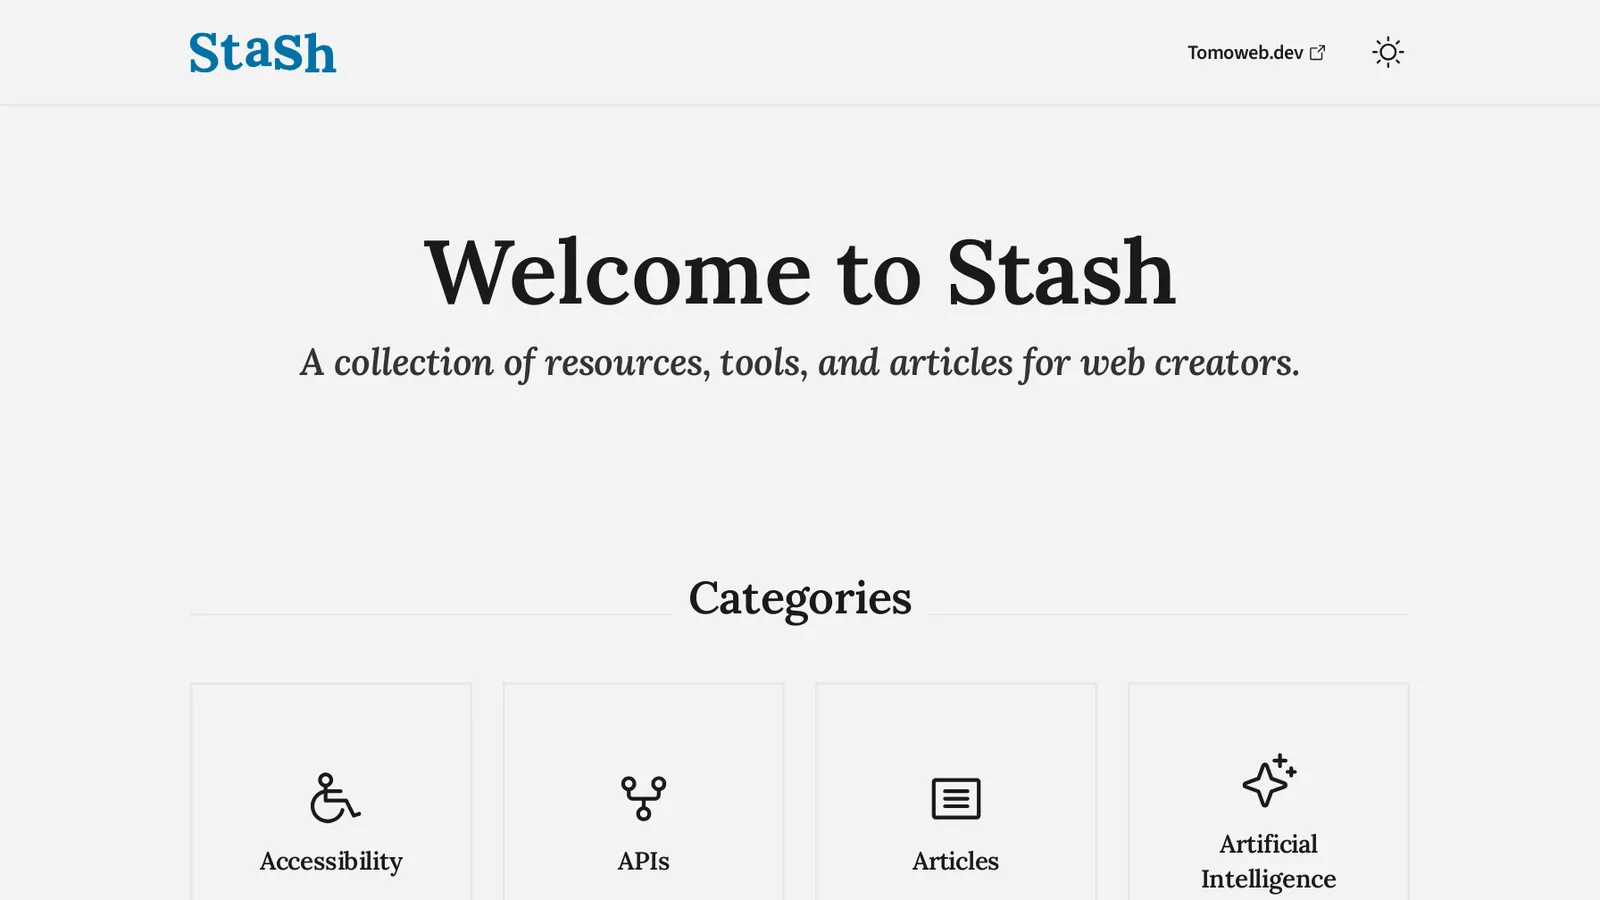 Stash
Tomoweb.dev
Welcome to Stash
A collection of resources, tools, and articles for web creators.
Categories
Accessibility
APIs
Articles
Artificial
Intelligence